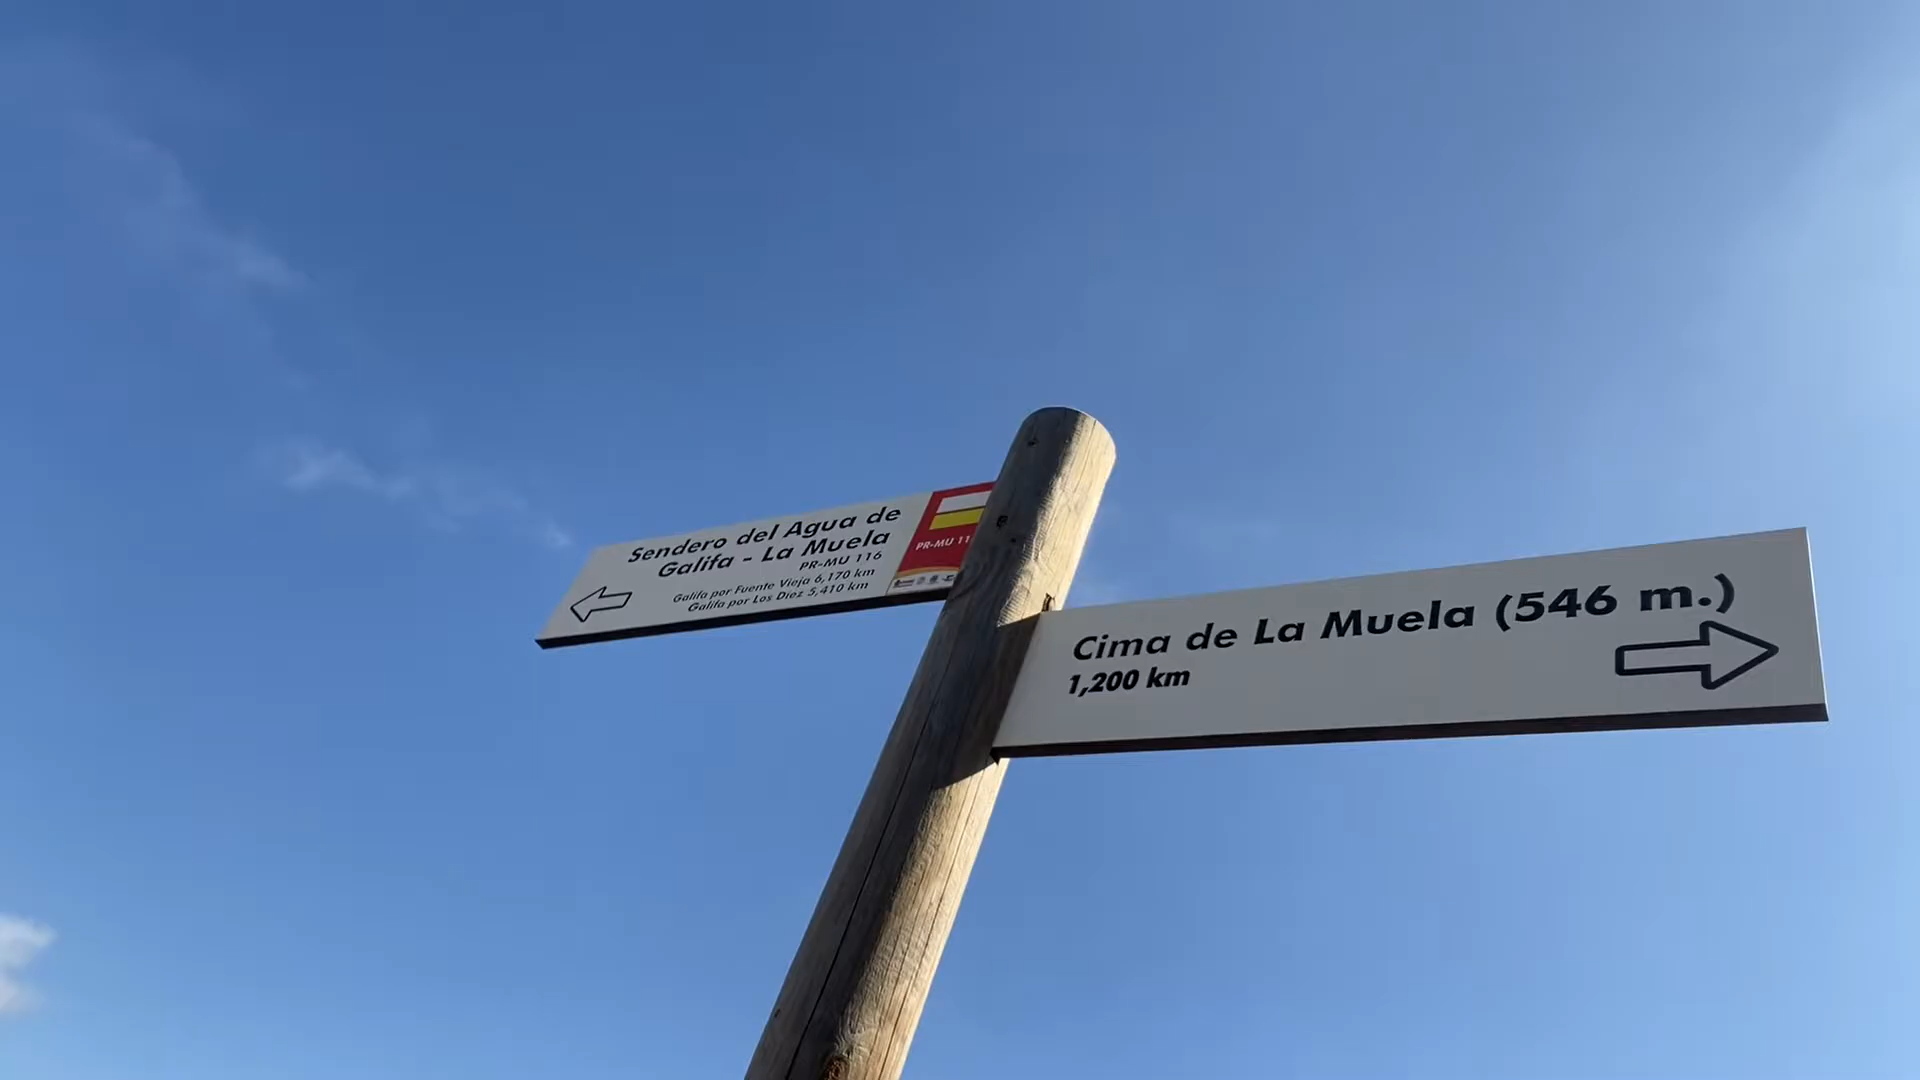 Sendero del Agua de
Galifa - La Muela
PR-MU 116
Galifa por Fuente Vieja 6,170 km
Galifa por Los Díez 5,410 km
PR-MU 11
Cima de La Muela (546 m.)
1,200 km